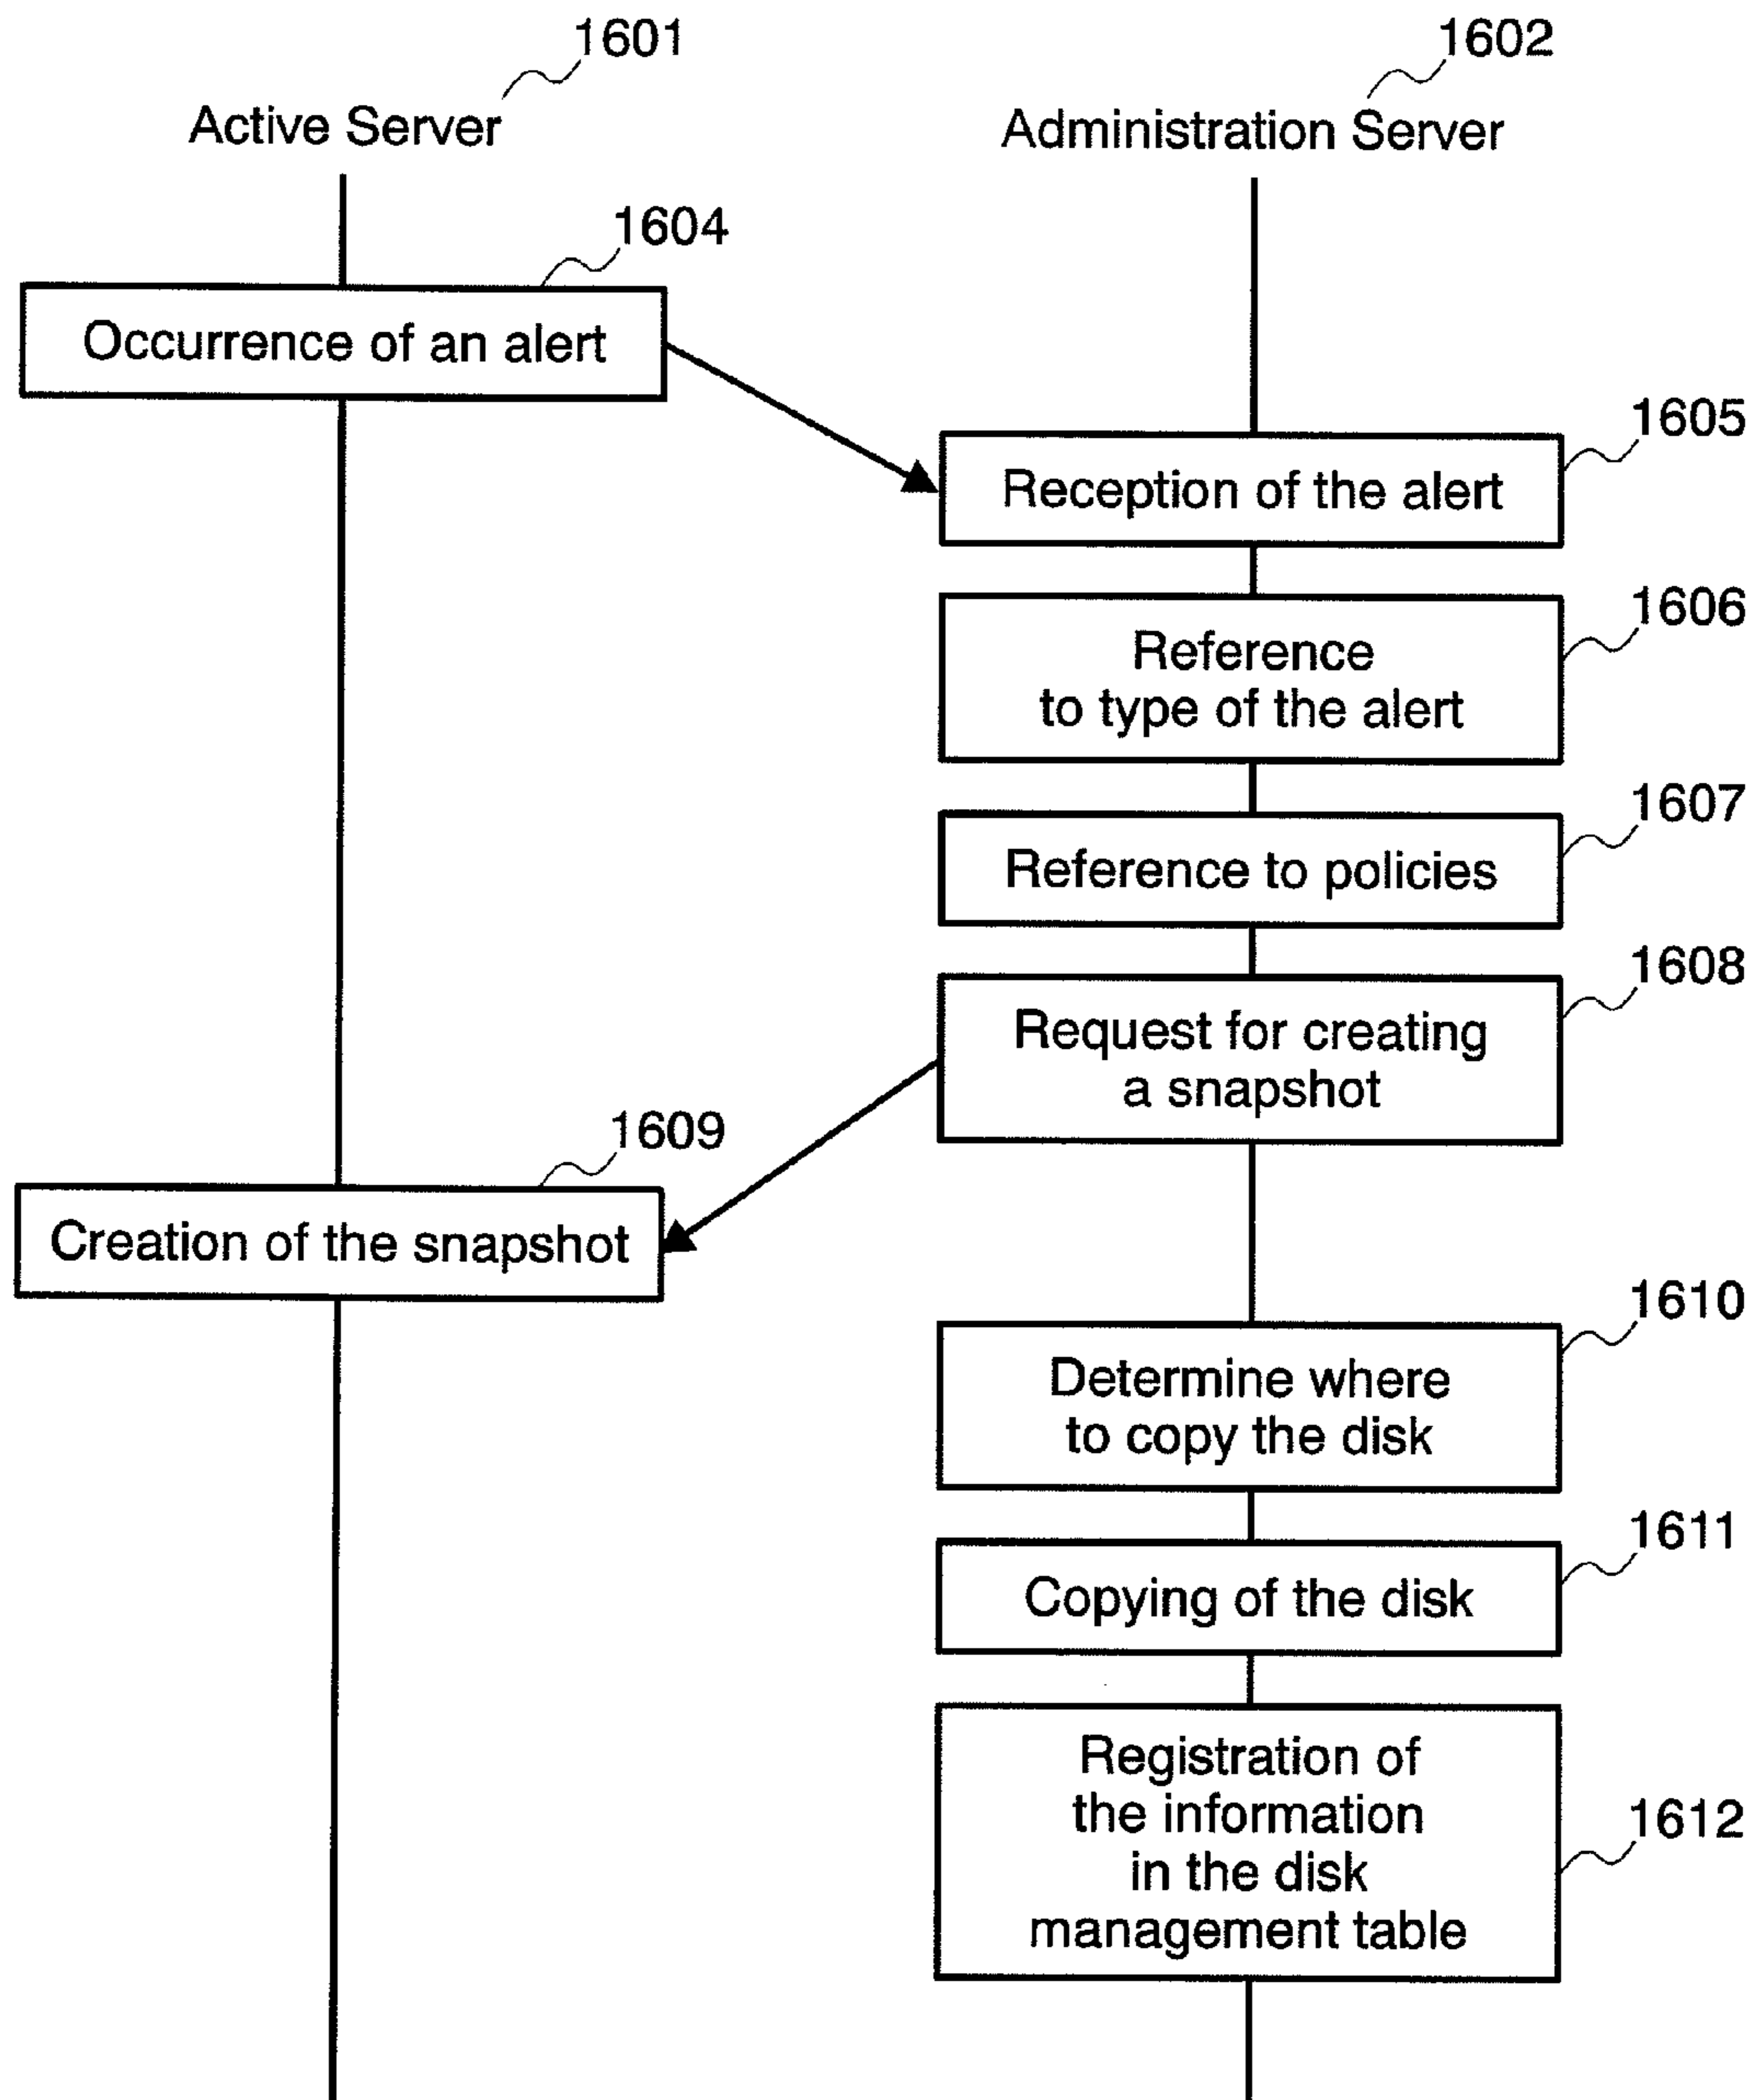 1601
1602
Active Server
Administration Server
1604
Occurrence of an alert
1605
Reception of the alert
1606
Reference
to type of the alert
1607
Reference to policies
1608
Request for creating
a snapshot
1609
Creation of the snapshot
1610
Determine where
to copy the disk
1611
Copying of the disk
1612
Registration of
the information
in the disk
management table